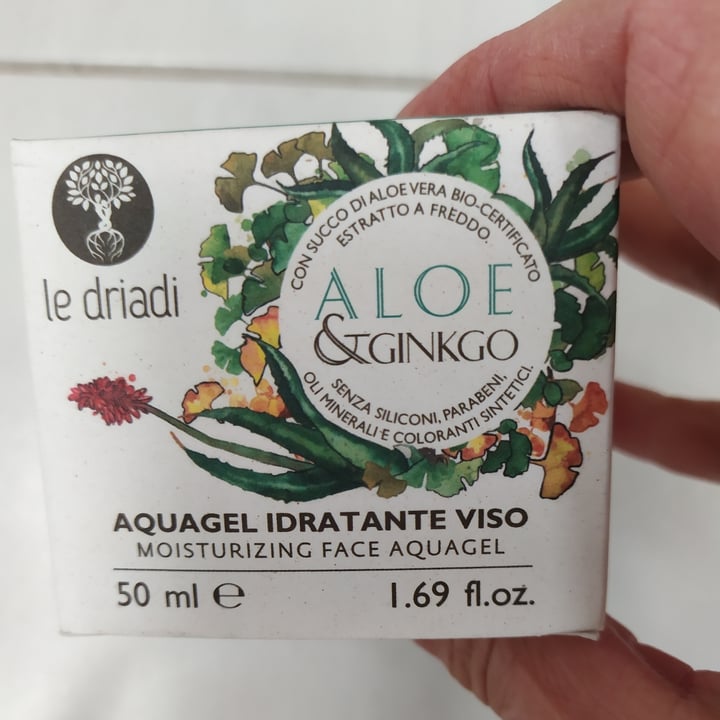 le driadi
CON SUCCO DI ALOE VERA BIO-CERTIFICATO
ESTRATTO A FREDDO.
ALOE
&GINKGO
SENZA SILICONI, PARABENI,
OLI MINERALI E COLORANTI SINTETICI.
AQUAGEL IDRATANTE VISO
MOISTURIZING FACE AQUAGEL
50 ml ℮ 1.69 fl.oz.